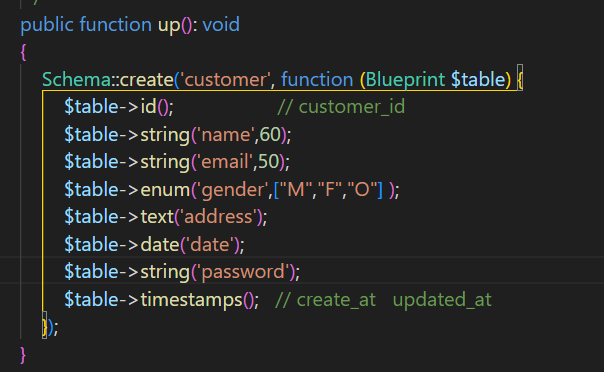 public function up(): void
{
Schema::create('customer', function (Blueprint $table) {
$table->id(); // customer_id
$table->string('name',60);
$table->string('email',50);
$table->enum('gender',["M","F","O"] );
$table->text('address');
$table->date('date');
$table->string('password');
$table->timestamps(); // create_at updated_at
});
}